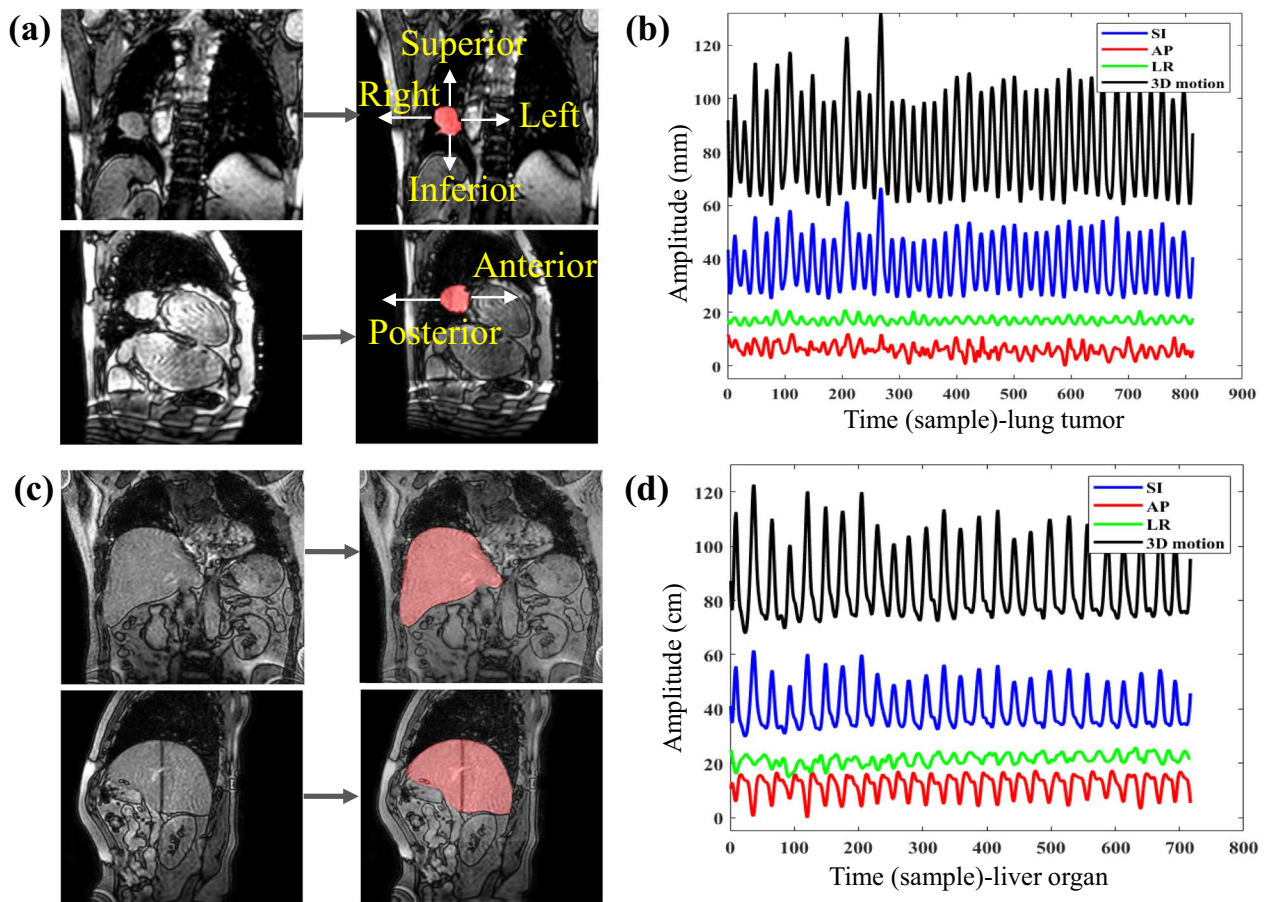 (a)
Superior
Right
Left
Inferior
Anterior
Posterior
(b)
SI
AP
LR
3D motion
Amplitude (mm)
120
100
80
60
40
20
0
0 100 200 300 400 500 600 700 800 900
Time (sample)-lung tumor
(c)
(d)
SI
AP
LR
3D motion
Amplitude (cm)
120
100
80
60
40
20
0
0 100 200 300 400 500 600 700 800
Time (sample)-liver organ